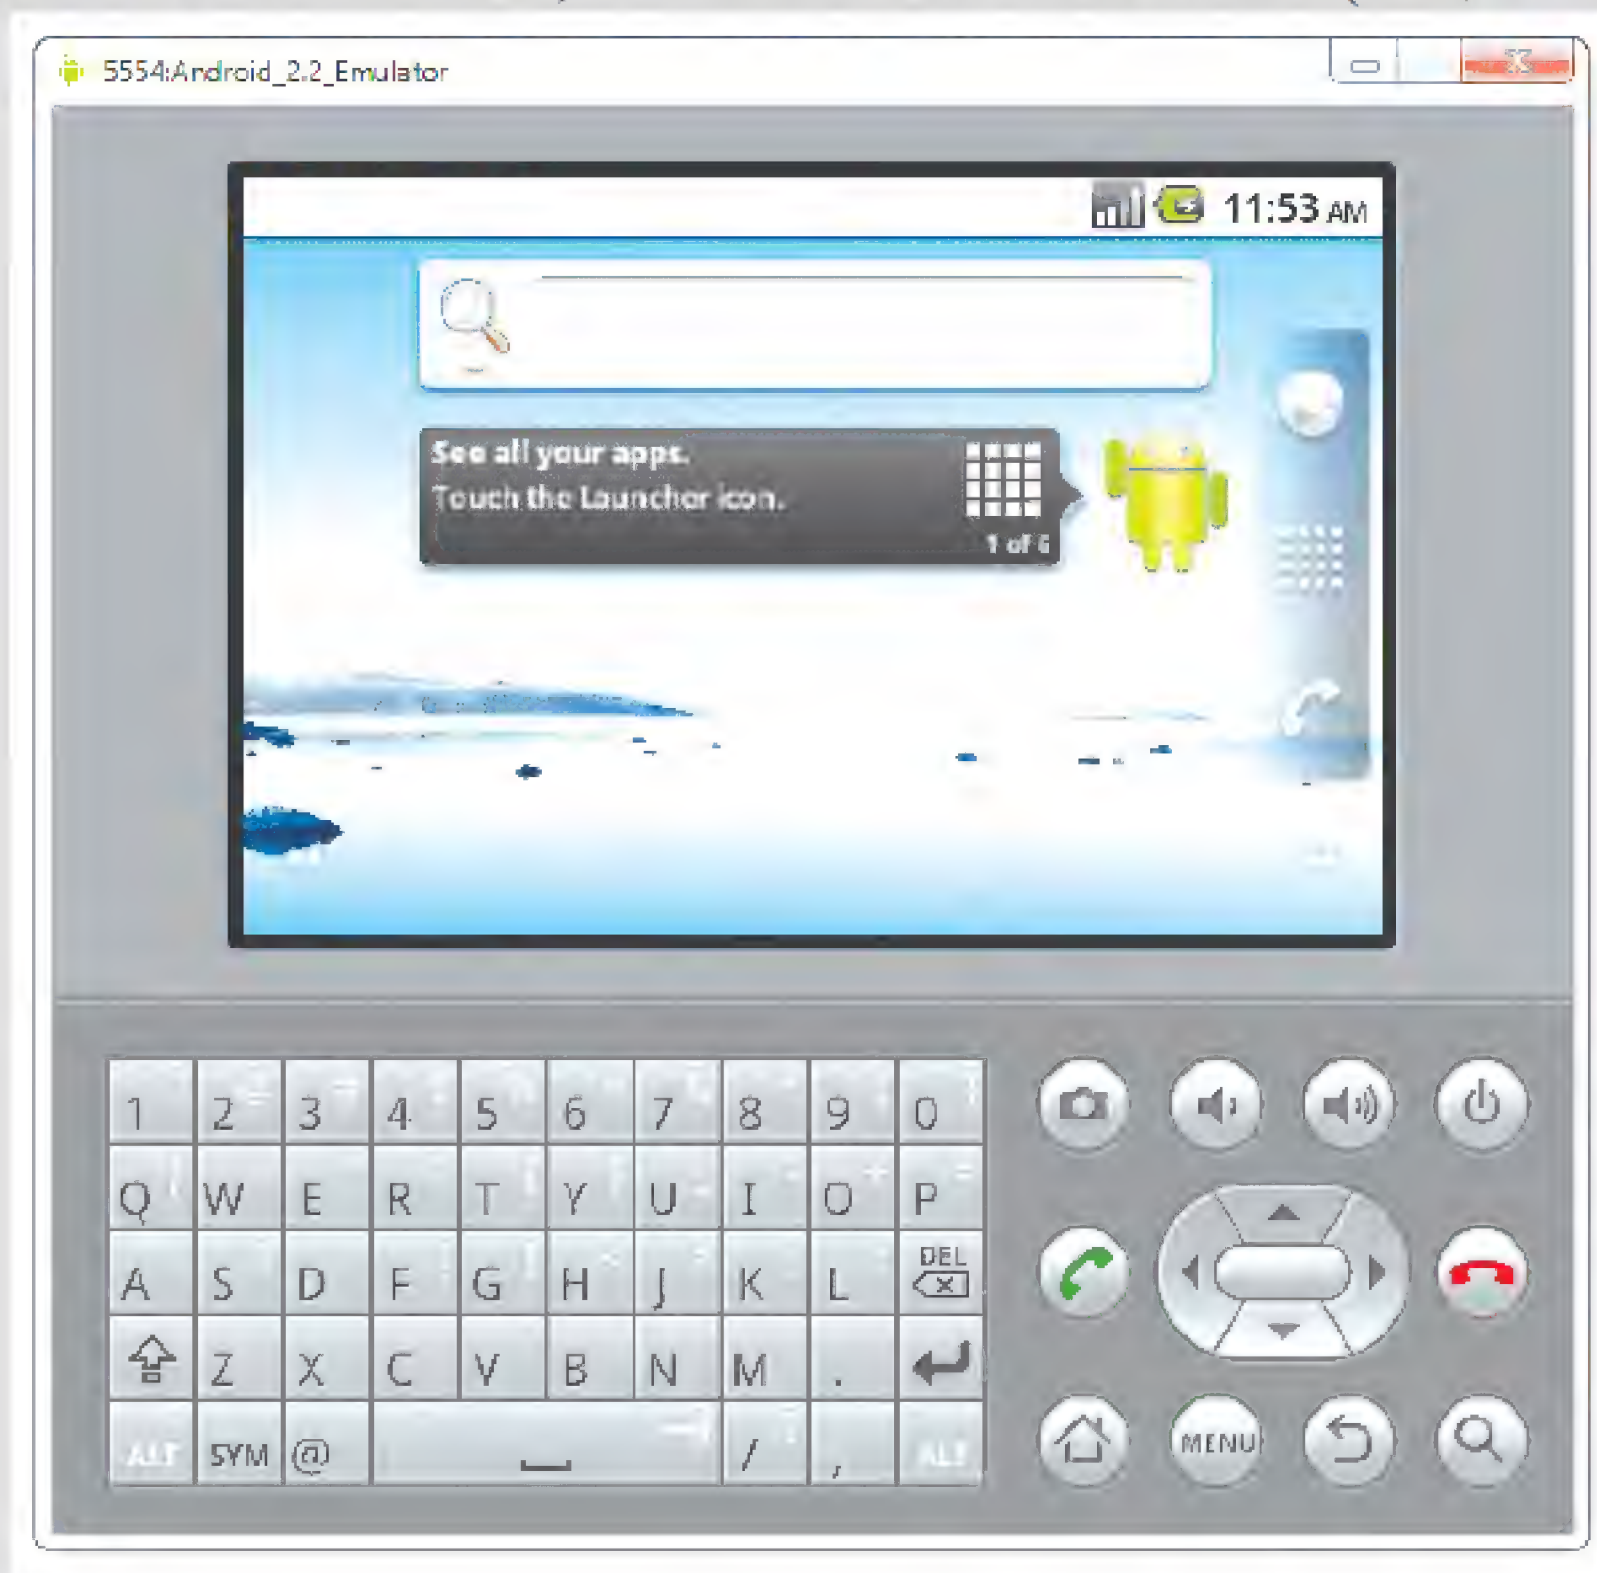 5554:Android_2.2_Emulator
11:53 AM
See all your apps.
Touch the Launcher icon.
1 of 6
1 2 3 4 5 6 7 8 9 0
Q W E R T Y U I O P
A S D F G H J K L DEL
Z X C V B N M .
ALT SYM @ / , ALT
MENU